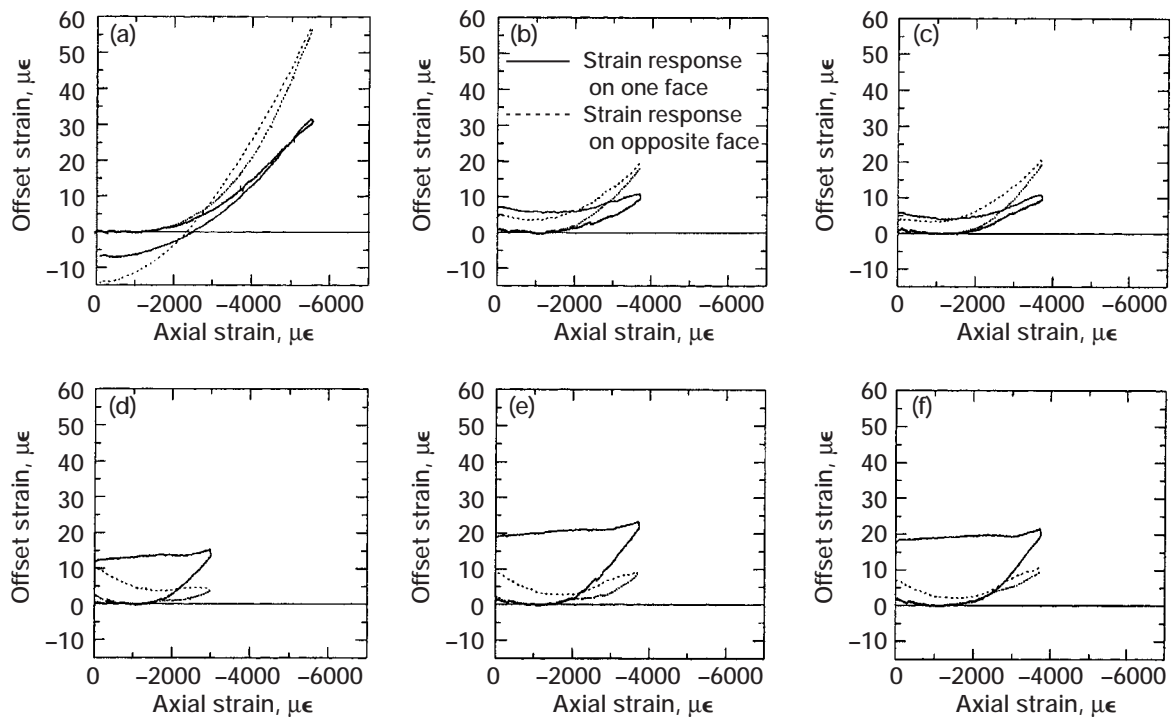 (a)
60
50
40
30
20
10
0
−10
Offset strain, µϵ
0 −2000 −4000 −6000
Axial strain, µϵ
(b)
Strain response
on one face
Strain response
on opposite face
60
50
40
30
20
10
0
−10
Offset strain, µϵ
0 −2000 −4000 −6000
Axial strain, µϵ
(c)
60
50
40
30
20
10
0
−10
Offset strain, µϵ
0 −2000 −4000 −6000
Axial strain, µϵ
(d)
60
50
40
30
20
10
0
−10
Offset strain, µϵ
0 −2000 −4000 −6000
Axial strain, µϵ
(e)
60
50
40
30
20
10
0
−10
Offset strain, µϵ
0 −2000 −4000 −6000
Axial strain, µϵ
(f)
60
50
40
30
20
10
0
−10
Offset strain, µϵ
0 −2000 −4000 −6000
Axial strain, µϵ